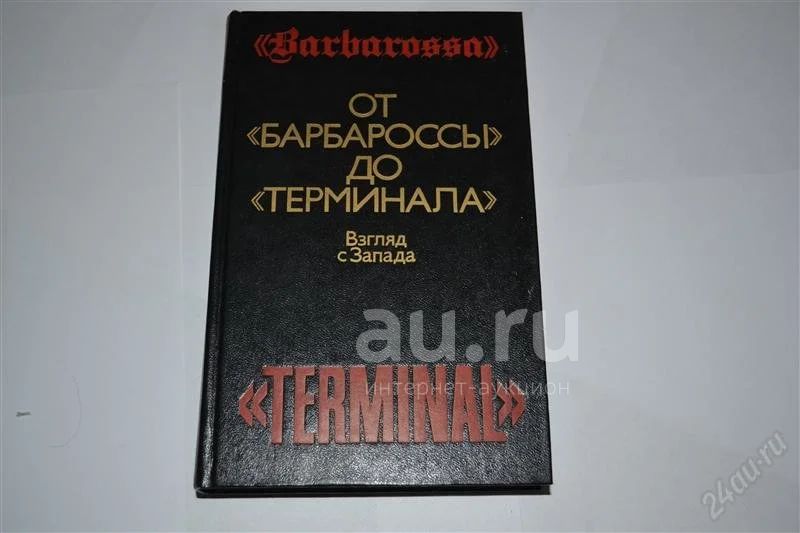 «Barbarossa»
ОТ
«БАРБАРОССЫ»
ДО
«ТЕРМИНАЛА»
Взгляд
с Запада
au.ru
интернет-аукцион
«TERMINAL»
24au.ru